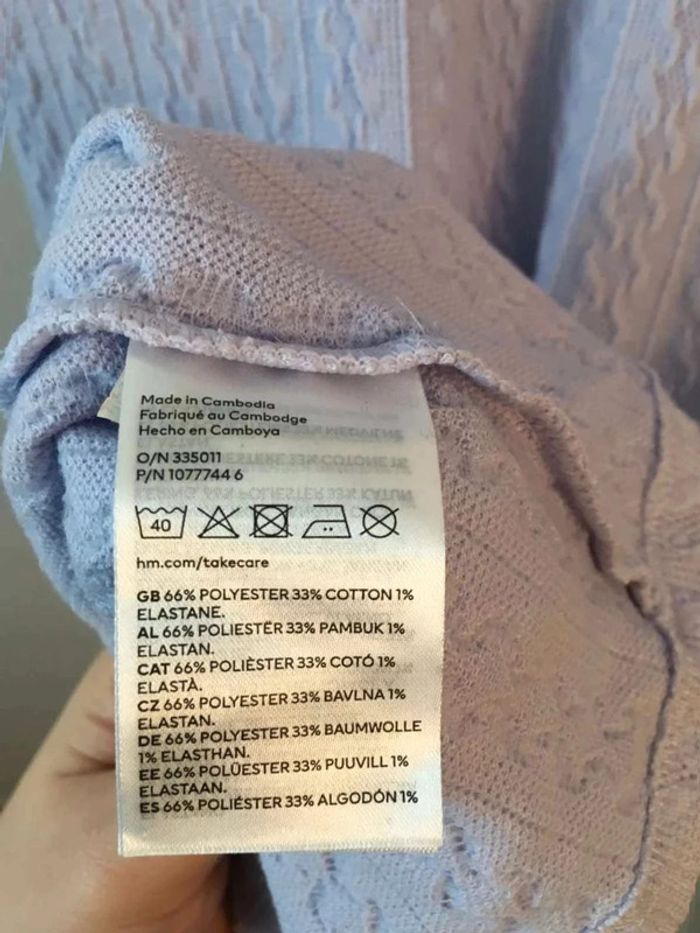 Made in Cambodia
Fabriqué au Cambodge
Hecho en Camboya
O/N 335011
P/N 1077744 6
40
hm.com/takecare
GB 66% POLYESTER 33% COTTON 1%
ELASTANE.
AL 66% POLIESTËR 33% PAMBUK 1%
ELASTAN.
CAT 66% POLIÈSTER 33% COTÓ 1%
ELASTÀ.
CZ 66% POLYESTER 33% BAVLNA 1%
ELASTAN.
DE 66% POLYESTER 33% BAUMWOLLE
1% ELASTHAN.
EE 66% POLÜESTER 33% PUUVILL 1%
ELASTAAN.
ES 66% POLIÉSTER 33% ALGODÓN 1%